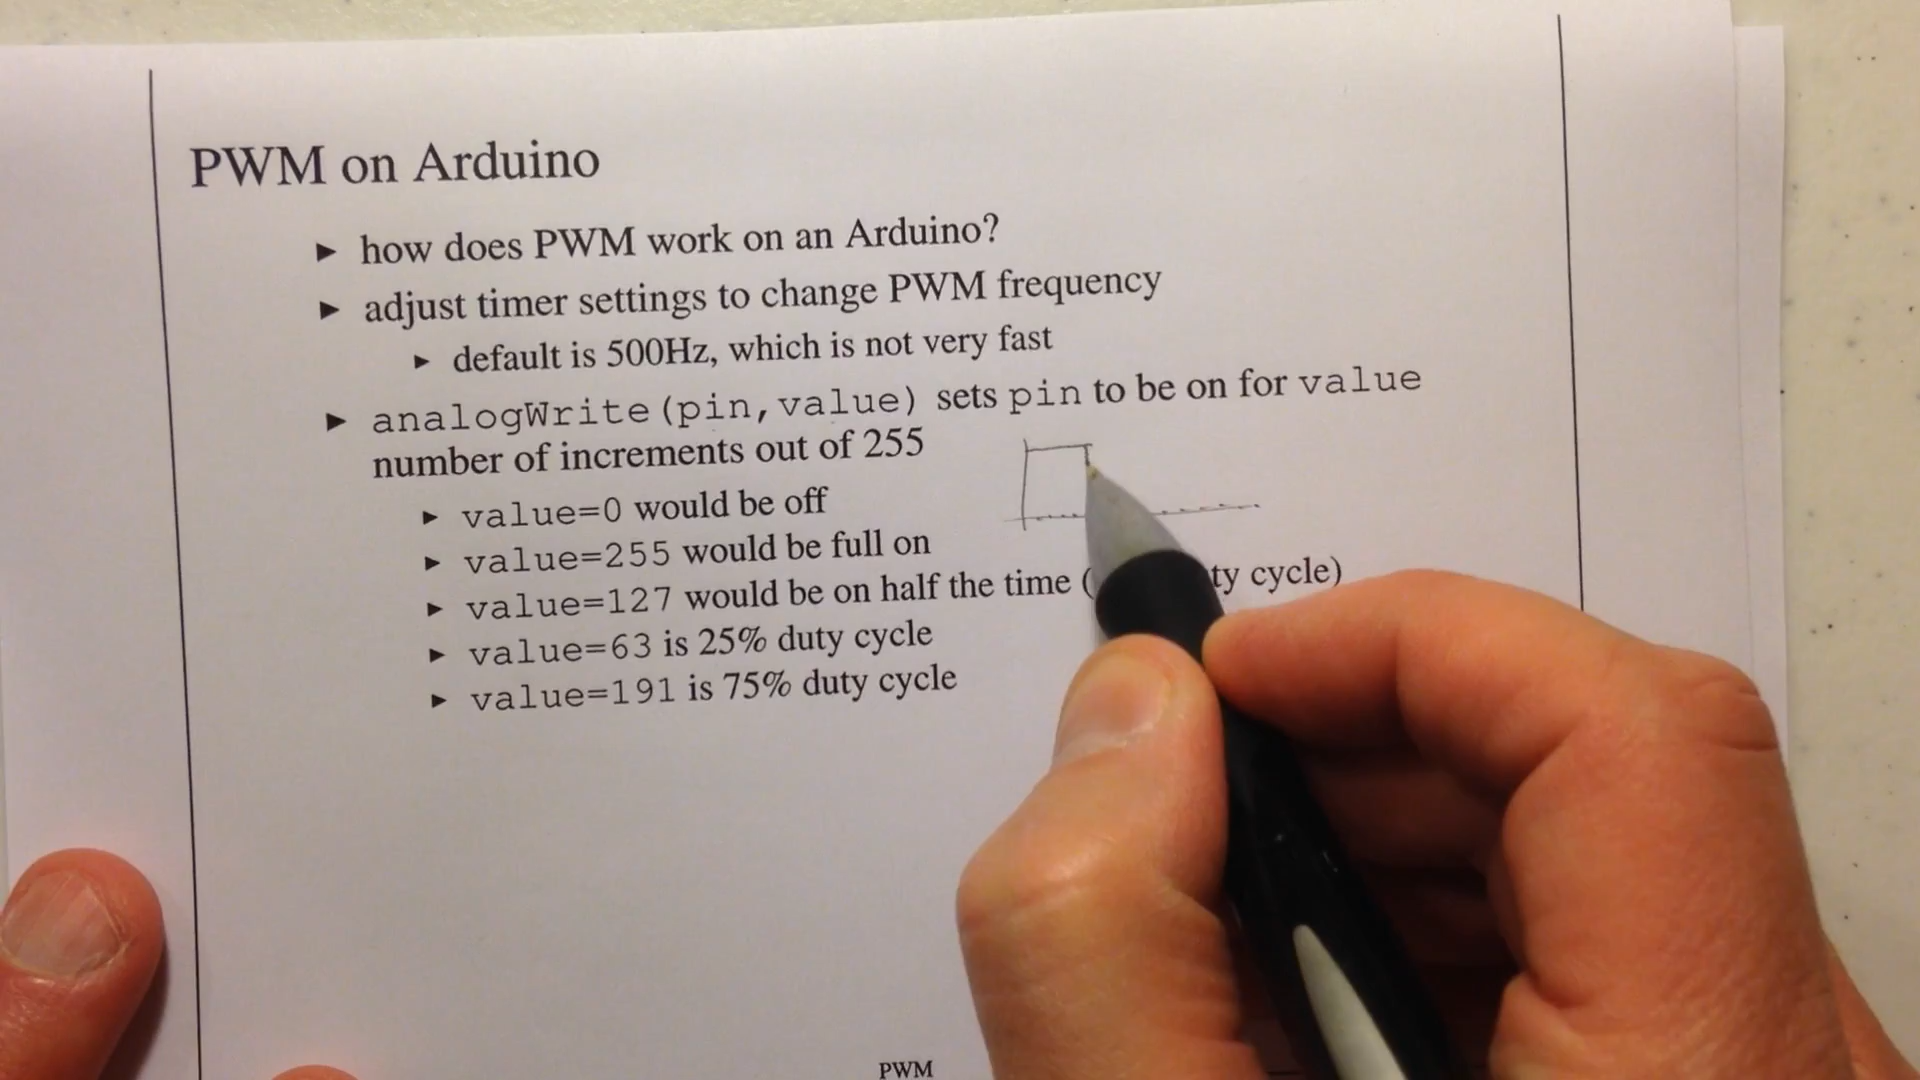 PWM on Arduino
► how does PWM work on an Arduino?
► adjust timer settings to change PWM frequency
► default is 500Hz, which is not very fast
► analogWrite(pin,value) sets pin to be on for value
number of increments out of 255
► value=0 would be off
► value=255 would be full on
► value=127 would be on half the time ( ty cycle)
► value=63 is 25% duty cycle
► value=191 is 75% duty cycle
PWM